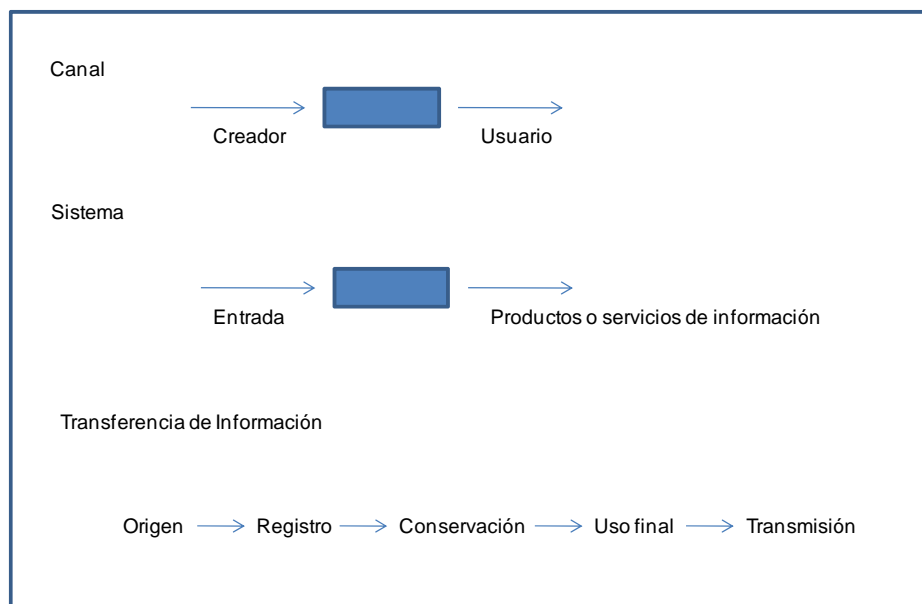 Canal
Creador
Usuario
Sistema
Entrada
Productos o servicios de información
Transferencia de Información
Origen Registro Conservación Uso final Transmisión